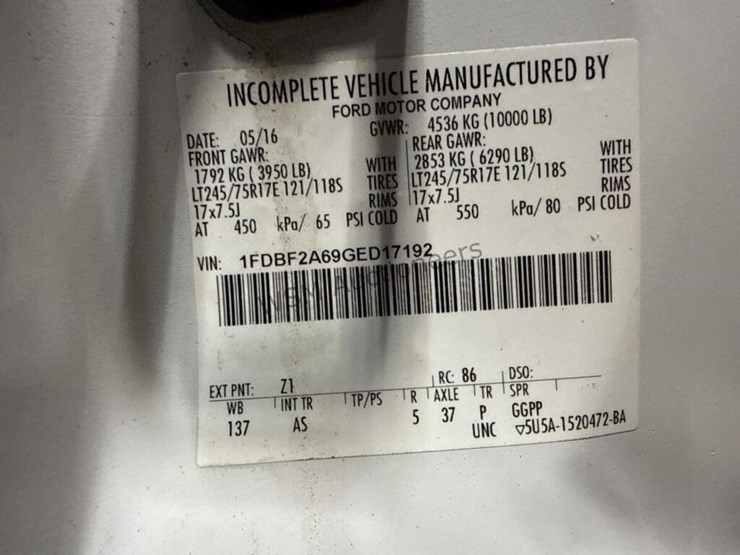 INCOMPLETE VEHICLE MANUFACTURED BY
FORD MOTOR COMPANY
DATE: 05/16 GVWR: 4536 KG (10000 LB)
FRONT GAWR: REAR GAWR:
1792 KG ( 3950 LB) WITH 2853 KG ( 6290 LB) WITH
LT245/75R17E 121/118S TIRES LT245/75R17E 121/118S TIRES
17x7.5J RIMS 17x7.5J RIMS
AT 450 kPa/ 65 PSI COLD AT 550 kPa/ 80 PSI COLD
VIN: 1FDBF2A69GED17192
WSM Auctioneers
EXT PNT: Z1 RC: 86 DSO:
WB INT TR TP/PS R AXLE TR SPR
137 AS 5 37 P GGPP
UNC ▽5U5A-1520472-BA